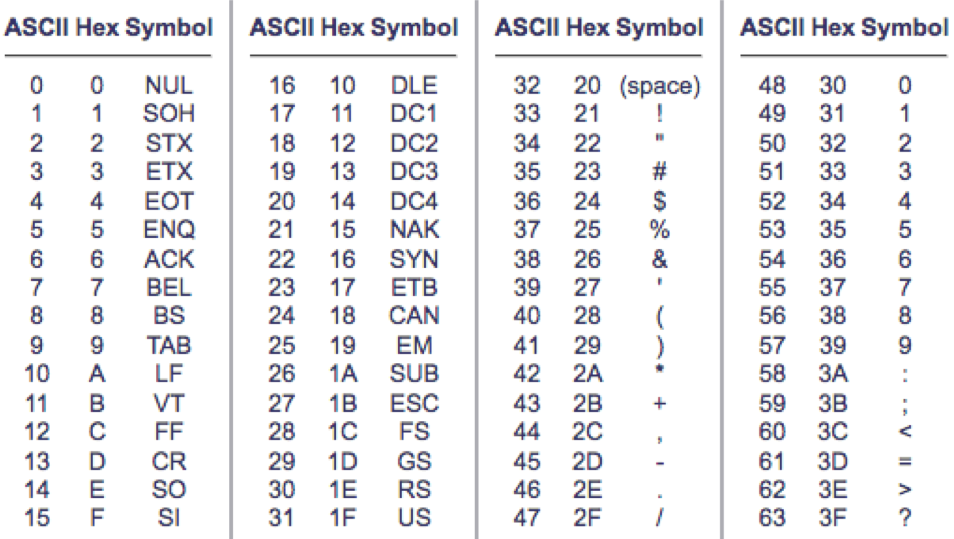 ASCII Hex Symbol ASCII Hex Symbol ASCII Hex Symbol ASCII Hex Symbol
0 0 NUL 16 10 DLE 32 20 (space) 48 30 0
1 1 SOH 17 11 DC1 33 21 ! 49 31 1
2 2 STX 18 12 DC2 34 22 " 50 32 2
3 3 ETX 19 13 DC3 35 23 # 51 33 3
4 4 EOT 20 14 DC4 36 24 $ 52 34 4
5 5 ENQ 21 15 NAK 37 25 % 53 35 5
6 6 ACK 22 16 SYN 38 26 & 54 36 6
7 7 BEL 23 17 ETB 39 27 ' 55 37 7
8 8 BS 24 18 CAN 40 28 ( 56 38 8
9 9 TAB 25 19 EM 41 29 ) 57 39 9
10 A LF 26 1A SUB 42 2A * 58 3A :
11 B VT 27 1B ESC 43 2B + 59 3B ;
12 C FF 28 1C FS 44 2C , 60 3C <
13 D CR 29 1D GS 45 2D - 61 3D =
14 E SO 30 1E RS 46 2E . 62 3E >
15 F SI 31 1F US 47 2F / 63 3F ?